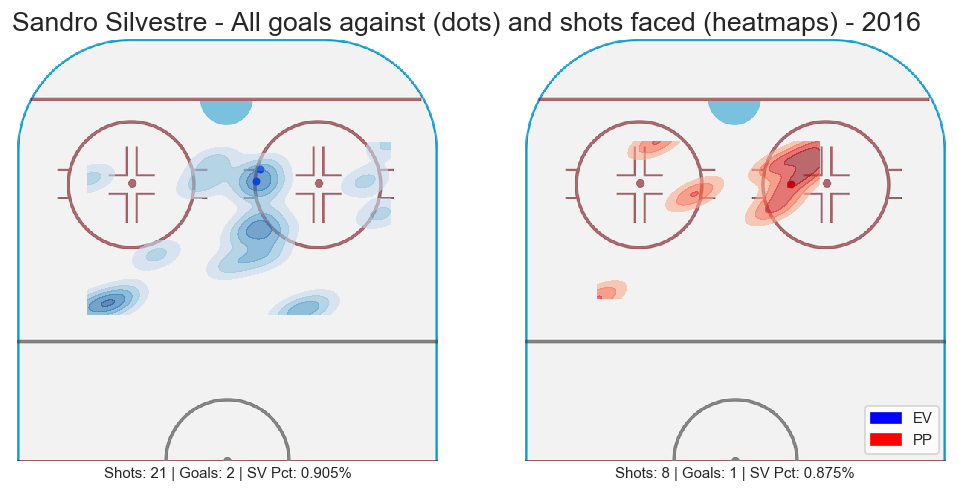 Sandro Silvestre - All goals against (dots) and shots faced (heatmaps) - 2016
EV
PP
Shots: 21 | Goals: 2 | SV Pct: 0.905%
Shots: 8 | Goals: 1 | SV Pct: 0.875%